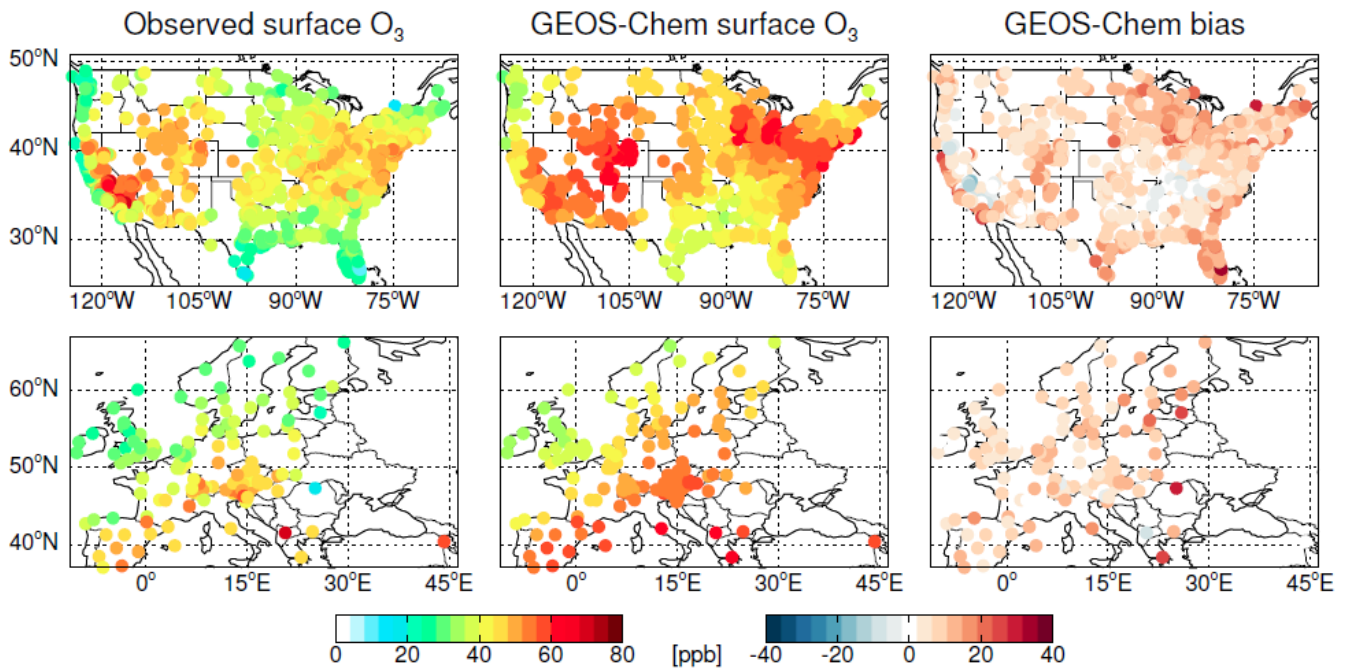 Observed surface O₃ GEOS-Chem surface O₃ GEOS-Chem bias
50°N
40°N
30°N
120°W 105°W 90°W 75°W 120°W 105°W 90°W 75°W 120°W 105°W 90°W 75°W
60°N
50°N
40°N
0° 15°E 30°E 45°E 0° 15°E 30°E 45°E 0° 15°E 30°E 45°E
0 20 40 60 80 [ppb] -40 -20 0 20 40